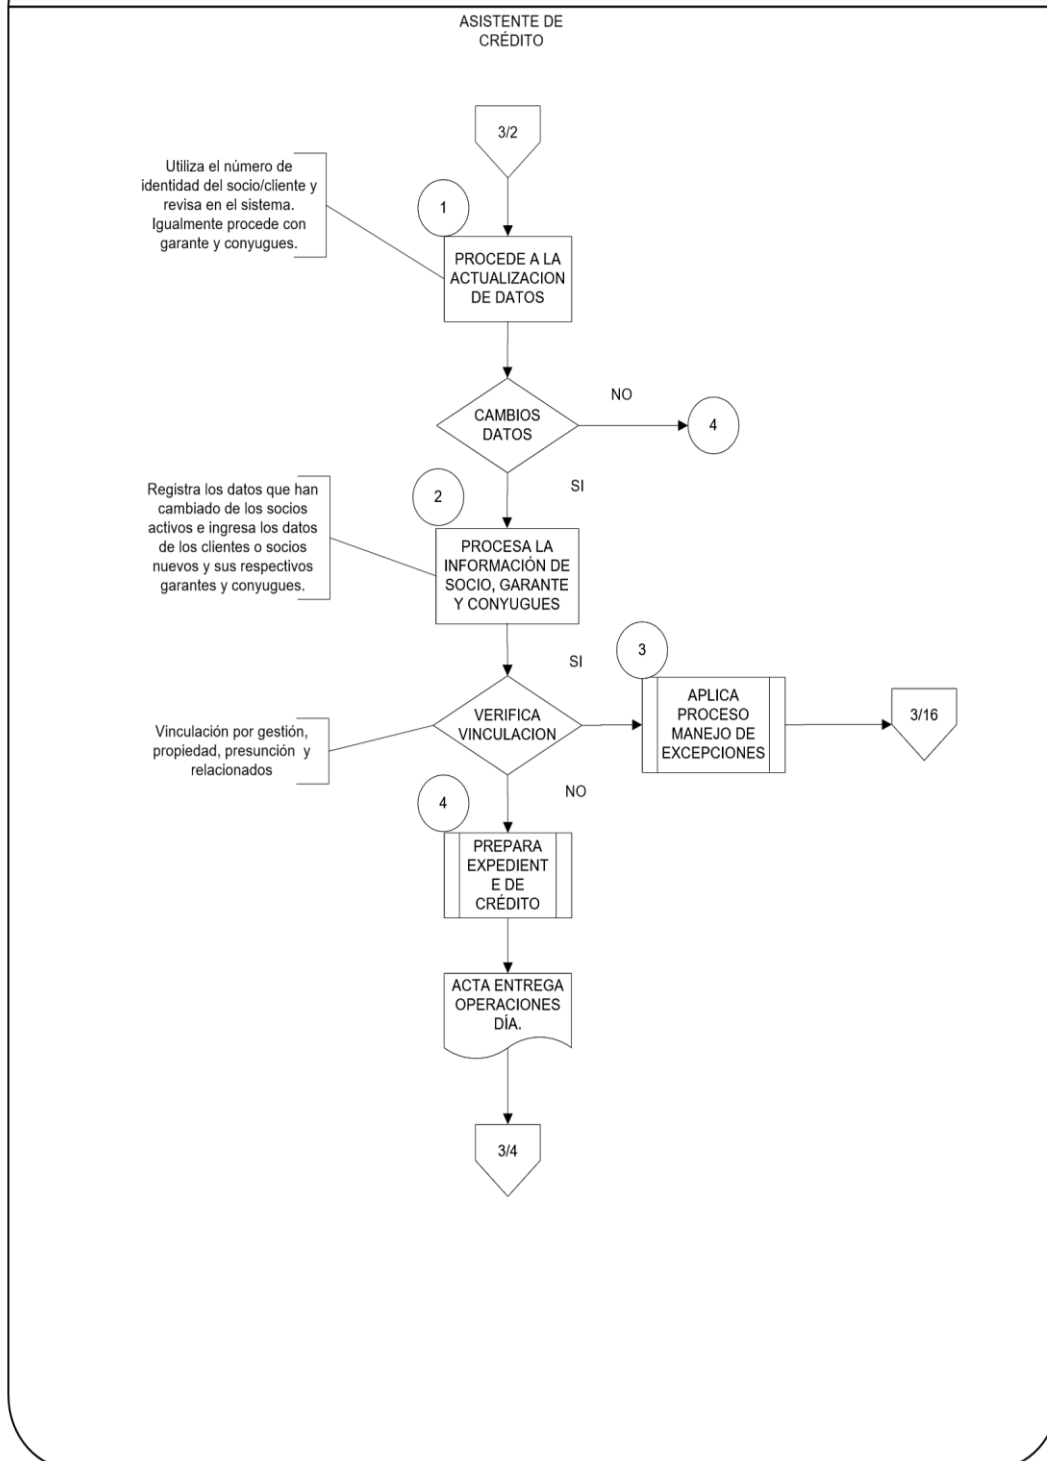 ASISTENTE DE
CRÉDITO
3/2
Utiliza el número de
identidad del socio/cliente y
revisa en el sistema.
Igualmente procede con
garante y conyugues.
1
PROCEDE A LA
ACTUALIZACION
DE DATOS
CAMBIOS
DATOS
NO
4
SI
Registra los datos que han
cambiado de los socios
activos e ingresa los datos
de los clientes o socios
nuevos y sus respectivos
garantes y conyugues.
2
PROCESA LA
INFORMACIÓN DE
SOCIO, GARANTE
Y CONYUGUES
SI
3
Vinculación por gestión,
propiedad, presunción y
relacionados
VERIFICA
VINCULACION
APLICA
PROCESO
MANEJO DE
EXCEPCIONES
3/16
NO
4
PREPARA
EXPEDIENT
E DE
CRÉDITO
ACTA ENTREGA
OPERACIONES
DÍA.
3/4